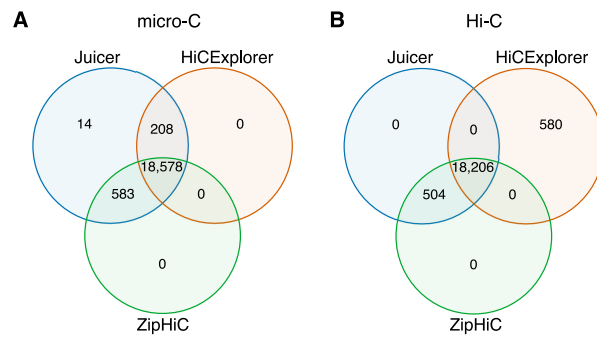 A
micro-C
Juicer
HiCExplorer
14
208
0
18,578
583
0
0
ZipHiC
B
Hi-C
Juicer
HiCExplorer
0
0
580
18,206
504
0
0
ZipHiC